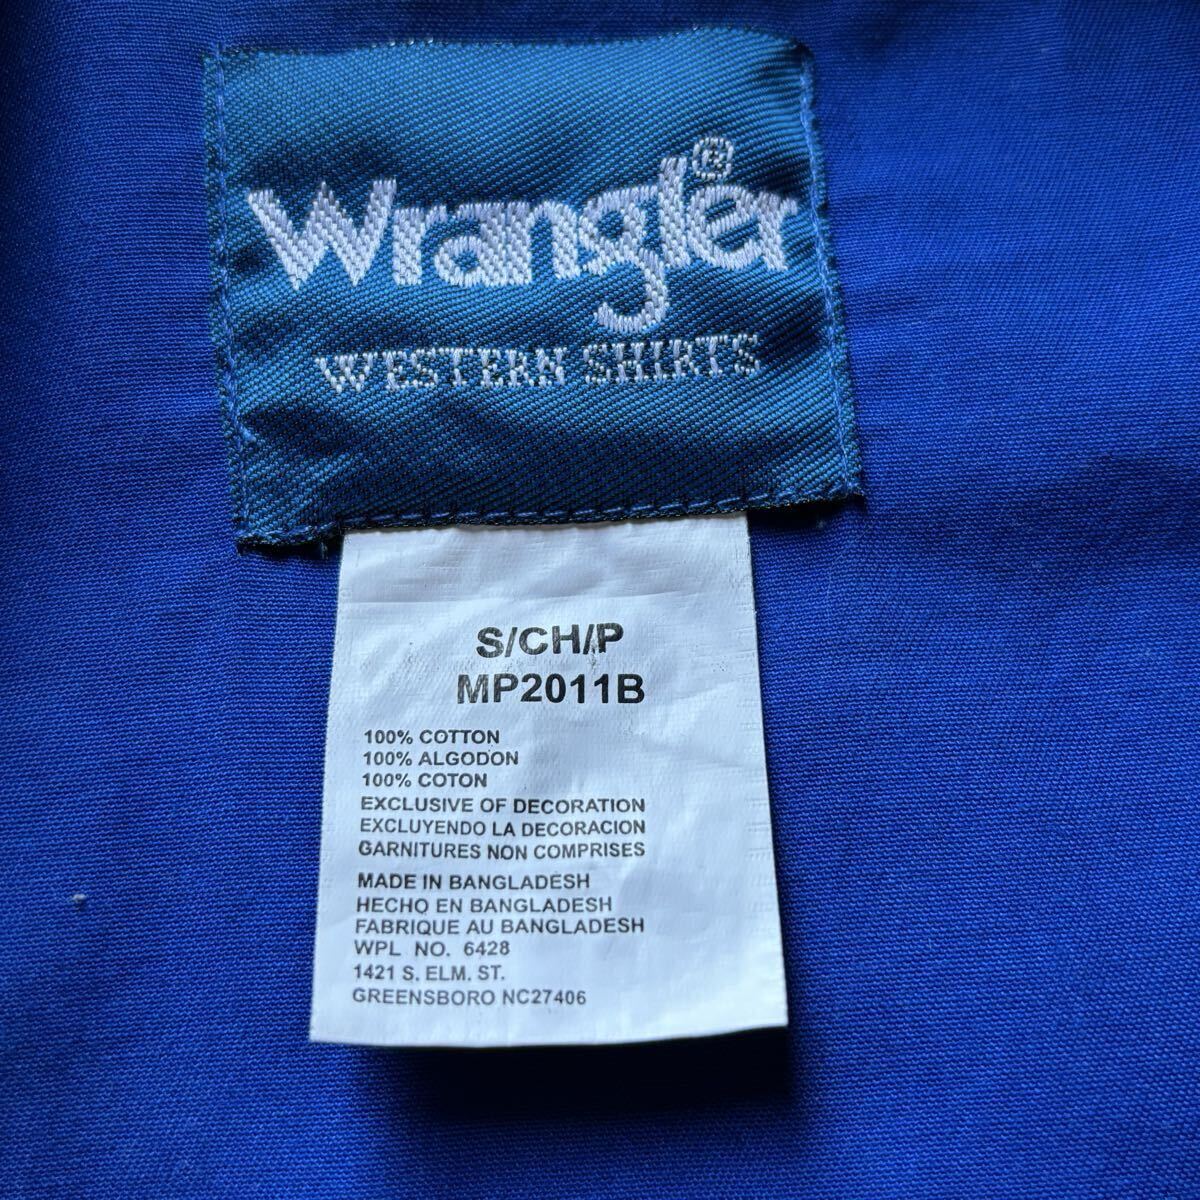 Wrangler®
WESTERN SHIRTS
S/CH/P
MP2011B
100% COTTON
100% ALGODON
100% COTON
EXCLUSIVE OF DECORATION
EXCLUYENDO LA DECORACION
GARNITURES NON COMPRISES
MADE IN BANGLADESH
HECHO EN BANGLADESH
FABRIQUE AU BANGLADESH
WPL NO. 6428
1421 S. ELM. ST.
GREENSBORO NC27406